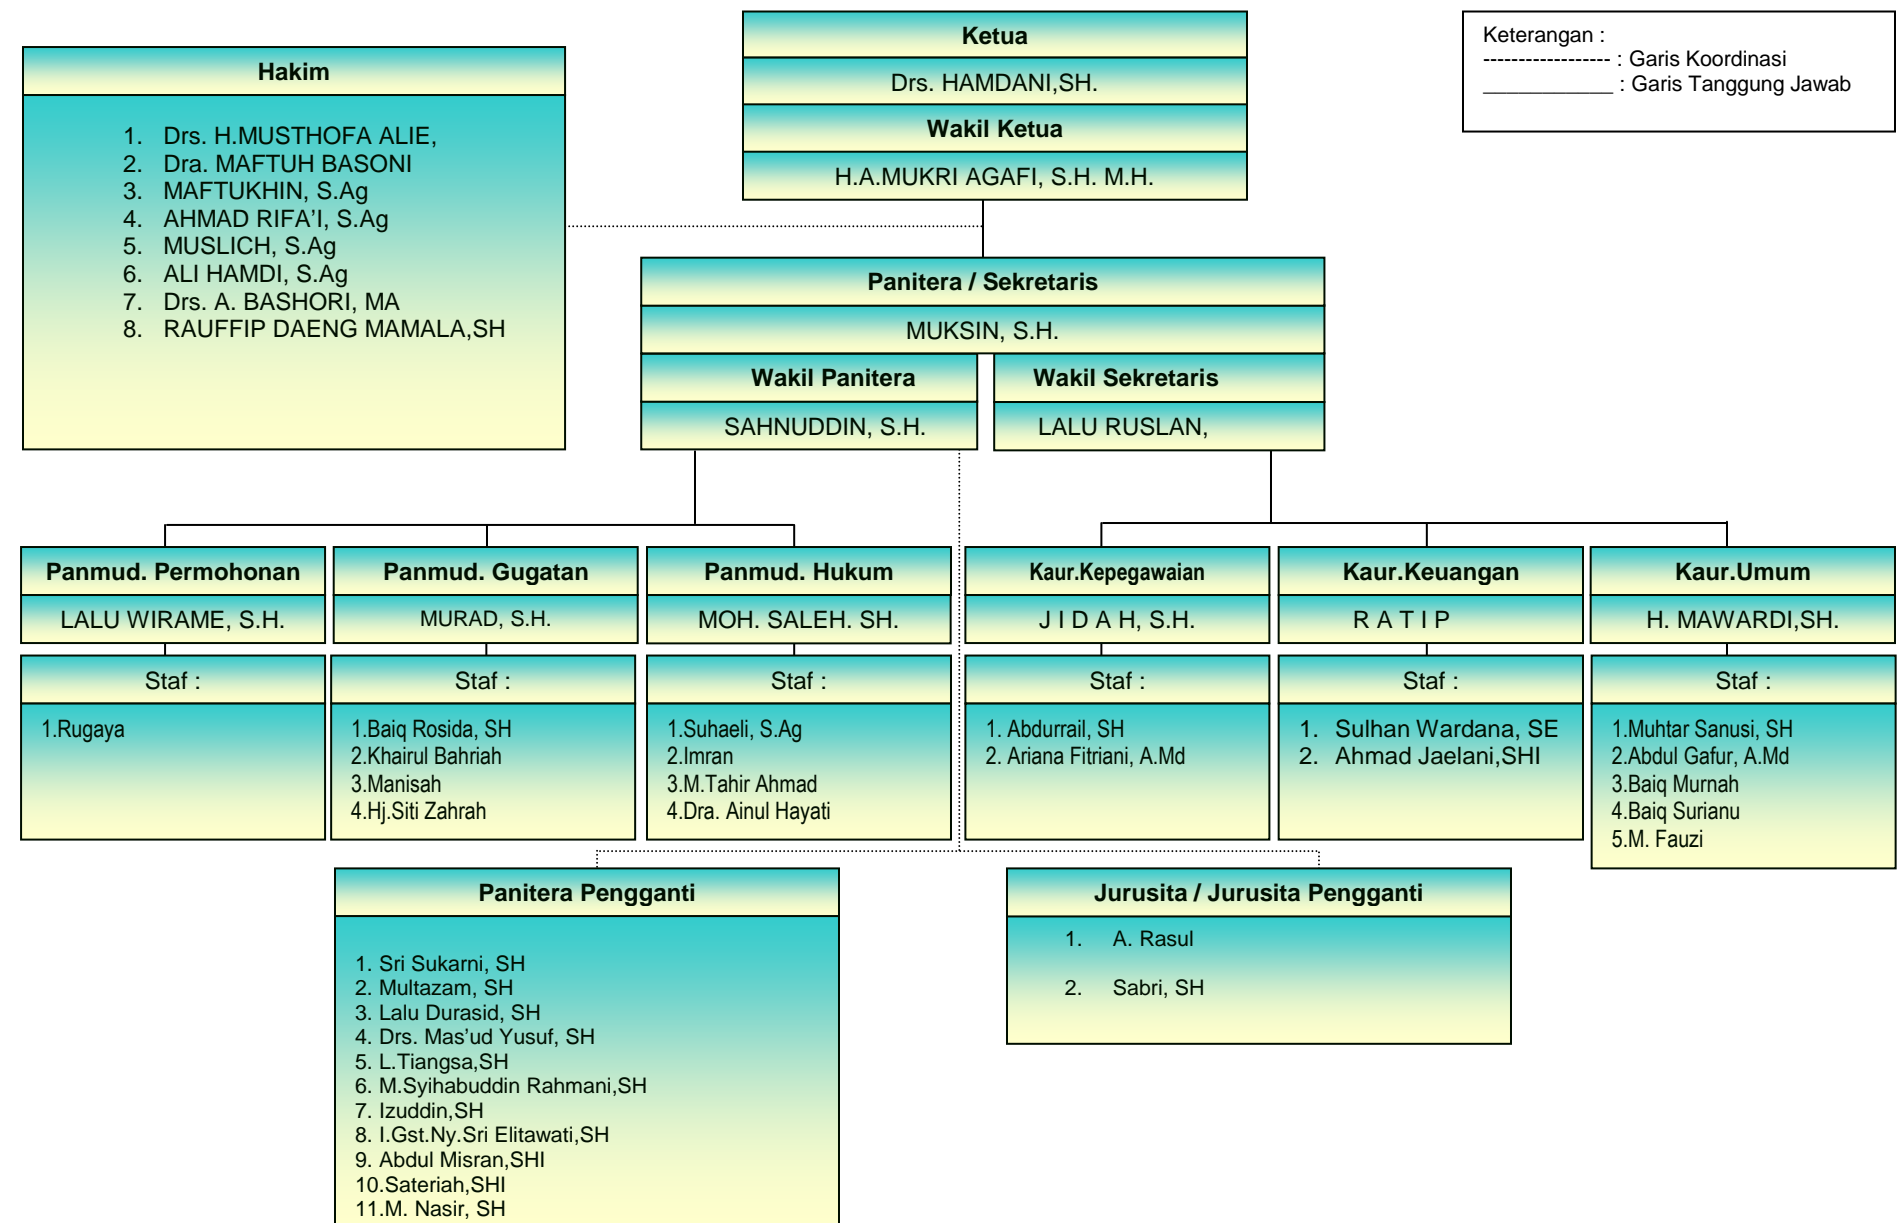 Ketua
Drs. HAMDANI,SH.
Wakil Ketua
H.A.MUKRI AGAFI, S.H. M.H.
Keterangan :
------------------ : Garis Koordinasi
____________ : Garis Tanggung Jawab
Hakim
1. Drs. H.MUSTHOFA ALIE,
2. Dra. MAFTUH BASONI
3. MAFTUKHIN, S.Ag
4. AHMAD RIFA’I, S.Ag
5. MUSLICH, S.Ag
6. ALI HAMDI, S.Ag
7. Drs. A. BASHORI, MA
8. RAUFFIP DAENG MAMALA,SH
Panitera / Sekretaris
MUKSIN, S.H.
Wakil Panitera
SAHNUDDIN, S.H.
Wakil Sekretaris
LALU RUSLAN,
Panmud. Permohonan
LALU WIRAME, S.H.
Staf :
1.Rugaya
Panmud. Gugatan
MURAD, S.H.
Staf :
1.Baiq Rosida, SH
2.Khairul Bahriah
3.Manisah
4.Hj.Siti Zahrah
Panmud. Hukum
MOH. SALEH. SH.
Staf :
1.Suhaeli, S.Ag
2.Imran
3.M.Tahir Ahmad
4.Dra. Ainul Hayati
Kaur.Kepegawaian
J I D A H, S.H.
Staf :
1. Abdurrail, SH
2. Ariana Fitriani, A.Md
Kaur.Keuangan
R A T I P
Staf :
1. Sulhan Wardana, SE
2. Ahmad Jaelani,SHI
Kaur.Umum
H. MAWARDI,SH.
Staf :
1.Muhtar Sanusi, SH
2.Abdul Gafur, A.Md
3.Baiq Murnah
4.Baiq Surianu
5.M. Fauzi
Panitera Pengganti
1. Sri Sukarni, SH
2. Multazam, SH
3. Lalu Durasid, SH
4. Drs. Mas’ud Yusuf, SH
5. L.Tiangsa,SH
6. M.Syihabuddin Rahmani,SH
7. Izuddin,SH
8. I.Gst.Ny.Sri Elitawati,SH
9. Abdul Misran,SHI
10.Sateriah,SHI
11.M. Nasir, SH
Jurusita / Jurusita Pengganti
1. A. Rasul
2. Sabri, SH